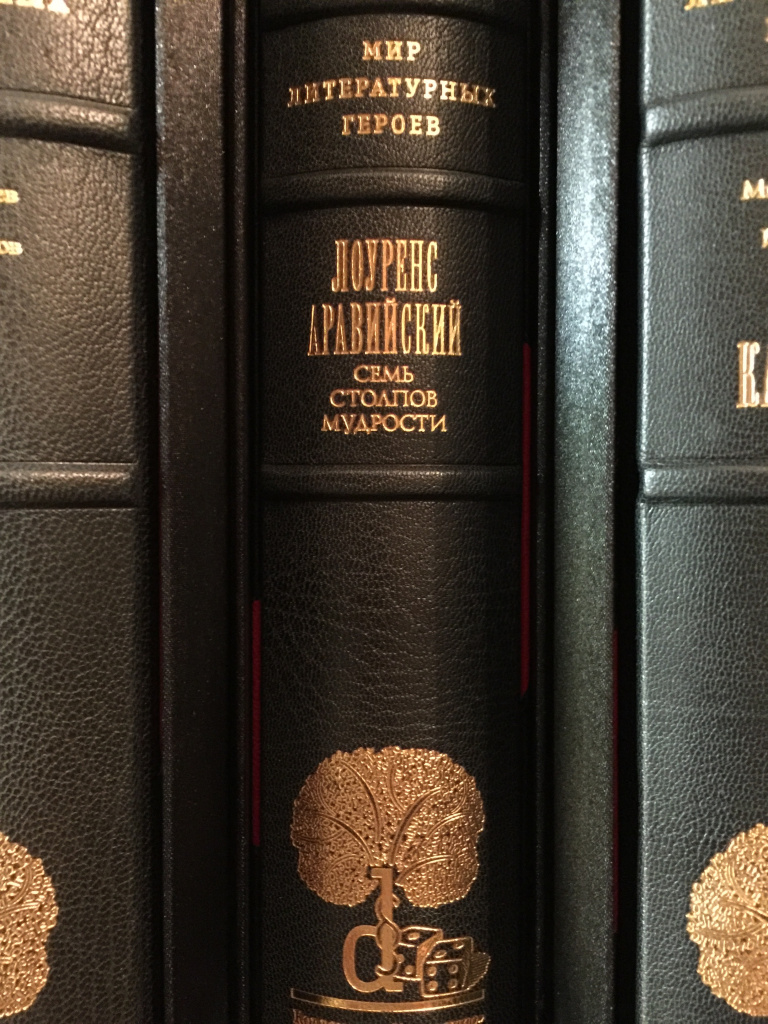 МИР
ЛИТЕРАТУРНЫХ
ГЕРОЕВ
ЛОУРЕНС
АРАВИЙСКИЙ
СЕМЬ
СТОЛПОВ
МУДРОСТИ